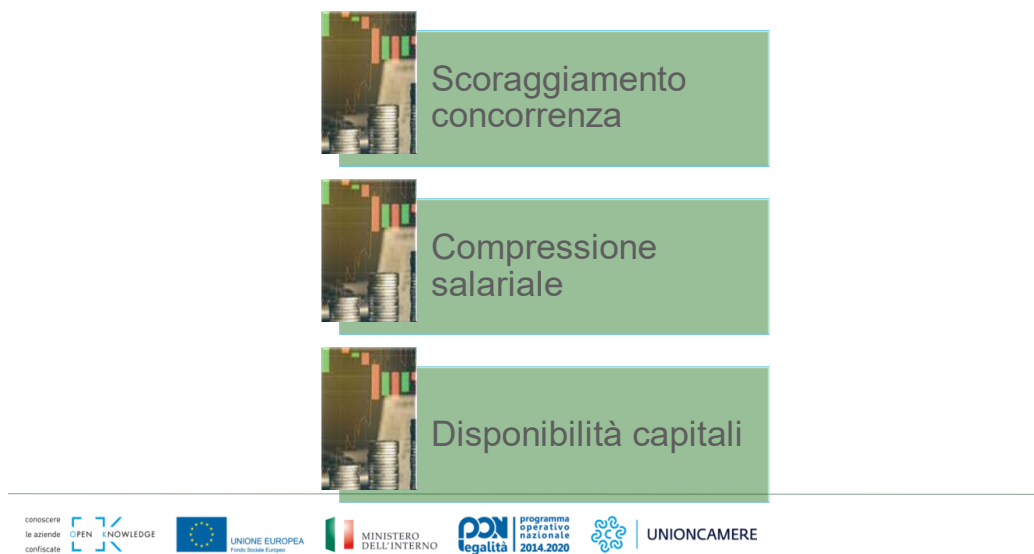 Scoraggiamento
concorrenza
Compressione
salariale
Disponibilità capitali
conoscere
le aziende OPEN KNOWLEDGE
confiscate
UNIONE EUROPEA
Fondo Sociale Europeo
MINISTERO
DELL'INTERNO
PON
legalità
programma
operativo
nazionale
2014.2020
UNIONCAMERE